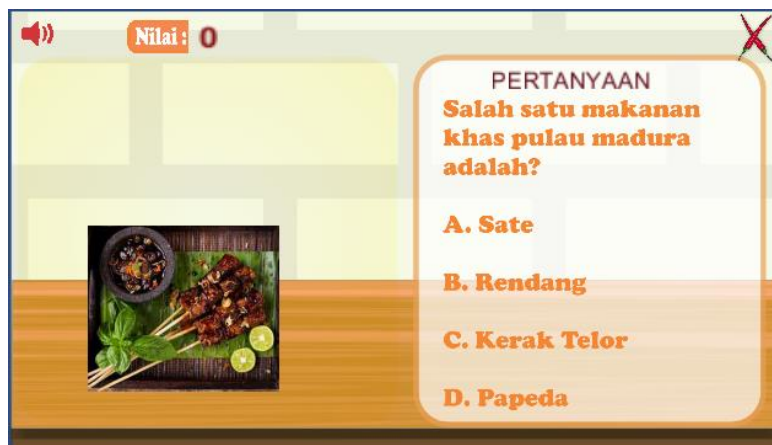 Nilai : 0
PERTANYAAN
Salah satu makanan
khas pulau madura
adalah?
A. Sate
B. Rendang
C. Kerak Telor
D. Papeda